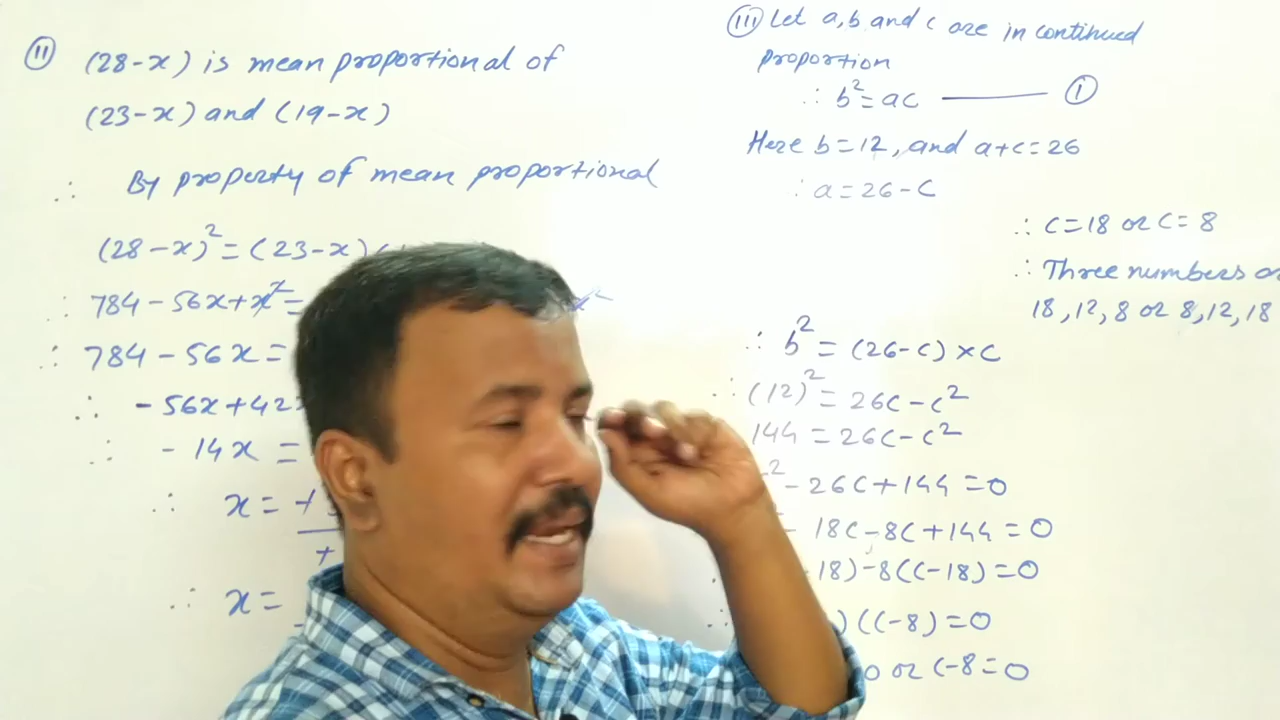 (II) (28-x) is mean proportional of
(23-x) and (19-x)
∴ By property of mean proportional
(28-x)² = (23-x)(
∴ 784-56x+x² = x²
∴ 784-56x =
∴ -56x+42x
∴ -14x =
∴ x = +
+
∴ x =
(III) Let a,b and c are in continued
proportion
∴ b²=ac —— (1)
Here b=12, and a+c=26
∴ a=26-c
∴ c=18 or c=8
∴ Three numbers
18,12,8 or 8,12,18
∴ b² = (26-c)×c
∴ (12)² = 26c-c²
144 = 26c-c²
² - 26c+144=0
- 18c-8c+144=0
18)-8(c-18)=0
)(c-8)=0
0 or c-8=0